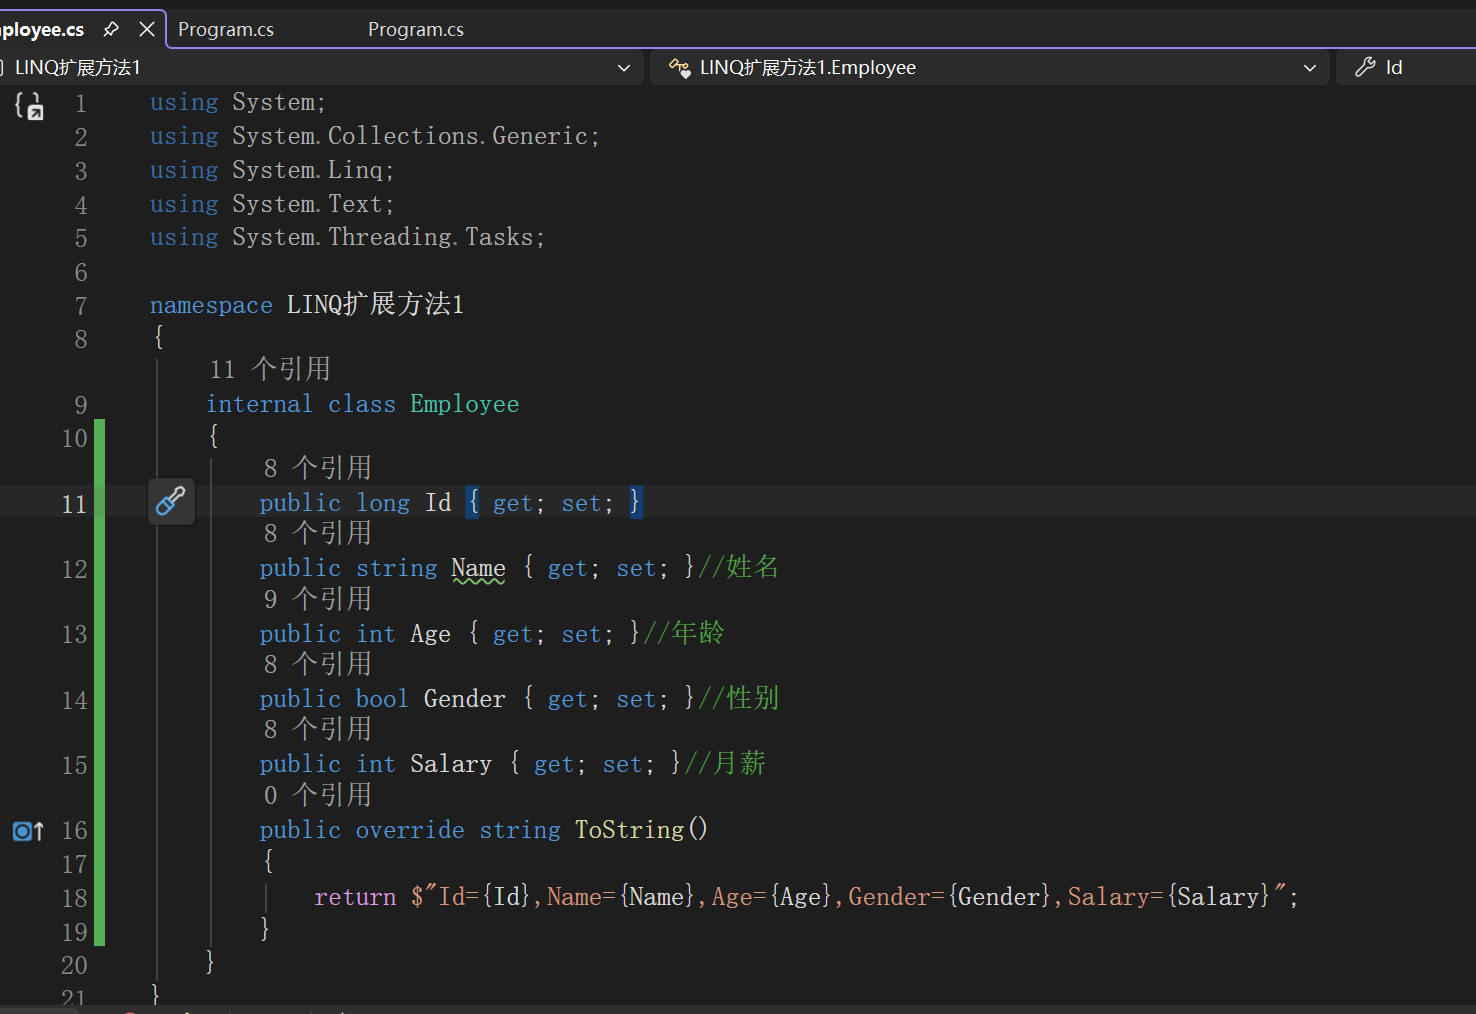 ployee.cs Program.cs Program.cs
LINQ扩展方法1 LINQ扩展方法1.Employee Id
1 using System;
2 using System.Collections.Generic;
3 using System.Linq;
4 using System.Text;
5 using System.Threading.Tasks;
6
7 namespace LINQ扩展方法1
8 {
11 个引用
9 internal class Employee
10 {
8 个引用
11 public long Id { get; set; }
8 个引用
12 public string Name { get; set; }//姓名
9 个引用
13 public int Age { get; set; }//年龄
8 个引用
14 public bool Gender { get; set; }//性别
8 个引用
15 public int Salary { get; set; }//月薪
0 个引用
16 public override string ToString()
17 {
18 return $"Id={Id},Name={Name},Age={Age},Gender={Gender},Salary={Salary}";
19 }
20 }
21 }